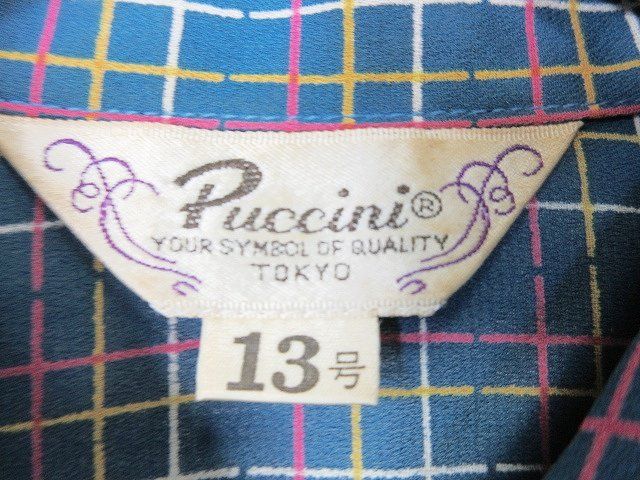 Puccini®
YOUR SYMBOL OF QUALITY
TOKYO
13号